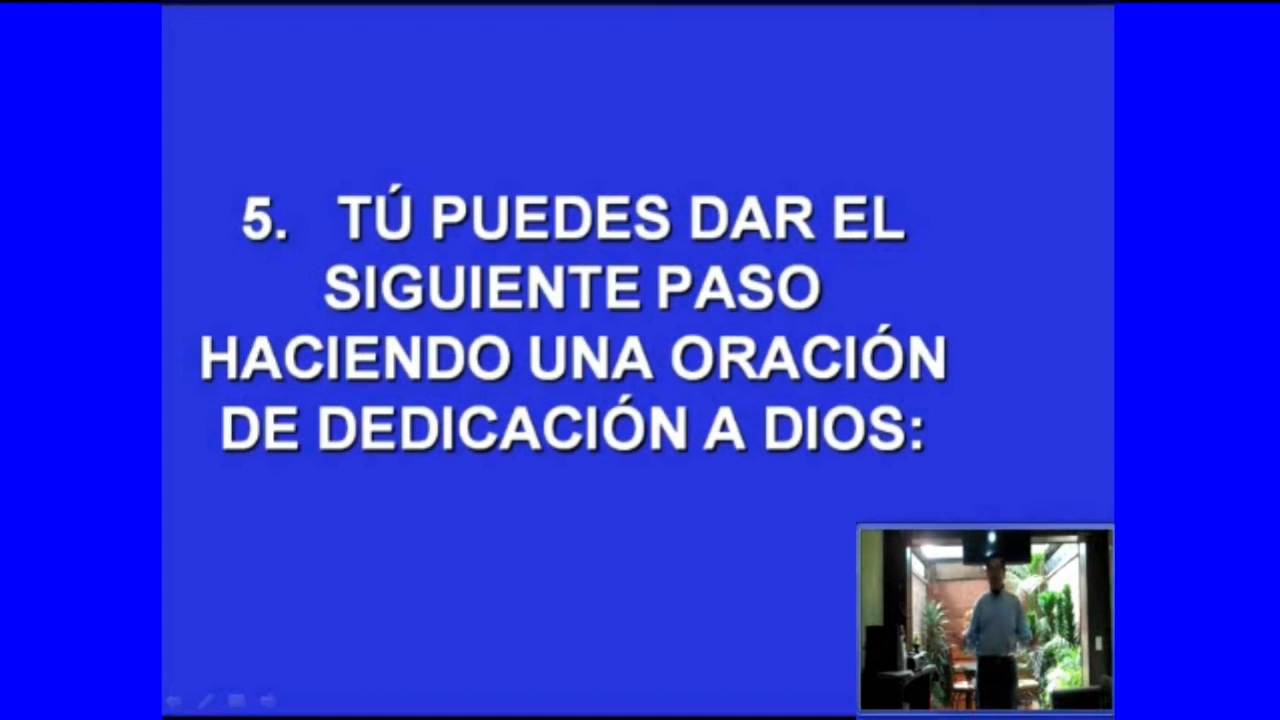 5. TÚ PUEDES DAR EL
SIGUIENTE PASO
HACIENDO UNA ORACIÓN
DE DEDICACIÓN A DIOS: